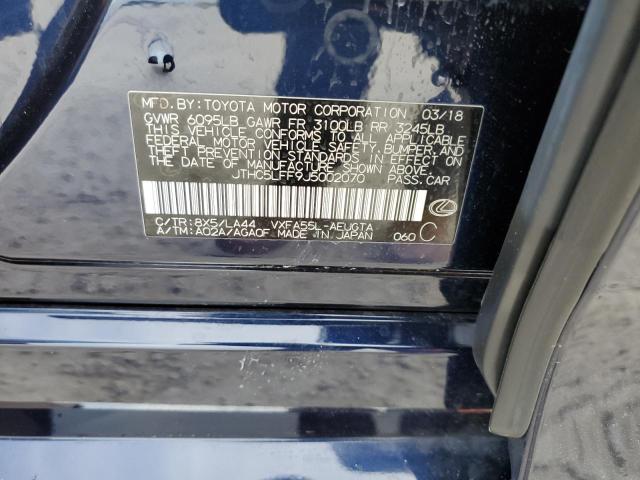 MFD. BY: TOYOTA MOTOR CORPORATION 03/18
GVWR 6095LB GAWR FR 3100LB RR 3245LB
THIS VEHICLE CONFORMS TO ALL APPLICABLE
FEDERAL MOTOR VEHICLE SAFETY, BUMPER, AND
THEFT PREVENTION STANDARDS IN EFFECT ON
THE DATE OF MANUFACTURE SHOWN ABOVE.
JTHC5LFF9J5002070 PASS. CAR
C/TR: 8X5/LA44 VXFA55L-AEUGTA
A/TM: A02A/AGA0F MADE IN JAPAN 060 C